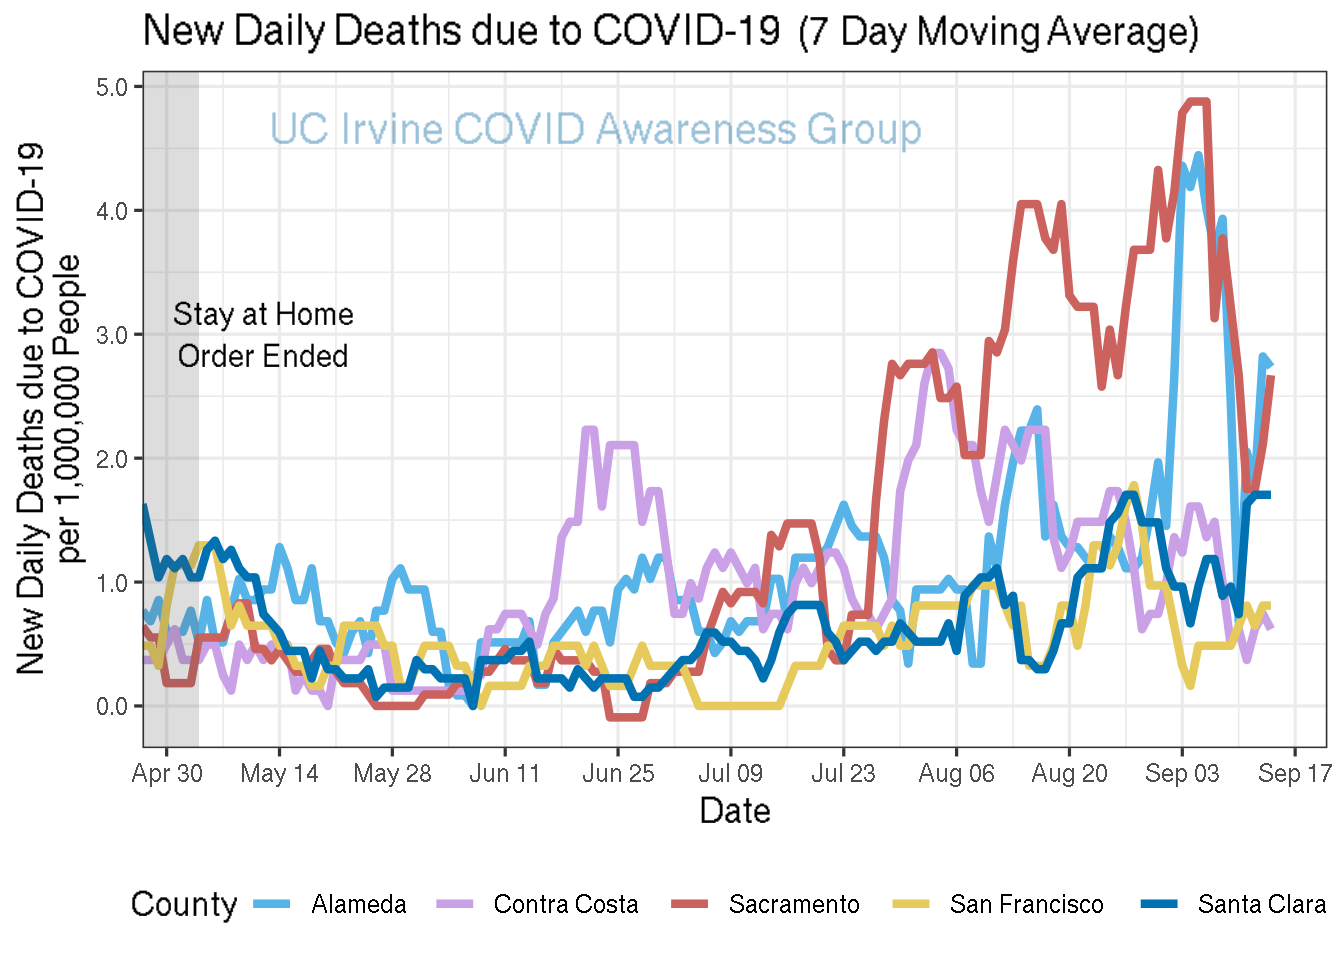 New Daily Deaths due to COVID-19 (7 Day Moving Average)
UC Irvine COVID Awareness Group
Stay at Home
Order Ended
New Daily Deaths due to COVID-19
per 1,000,000 People
5.0
4.0
3.0
2.0
1.0
0.0
Apr 30 May 14 May 28 Jun 11 Jun 25 Jul 09 Jul 23 Aug 06 Aug 20 Sep 03 Sep 17
Date
County Alameda Contra Costa Sacramento San Francisco Santa Clara